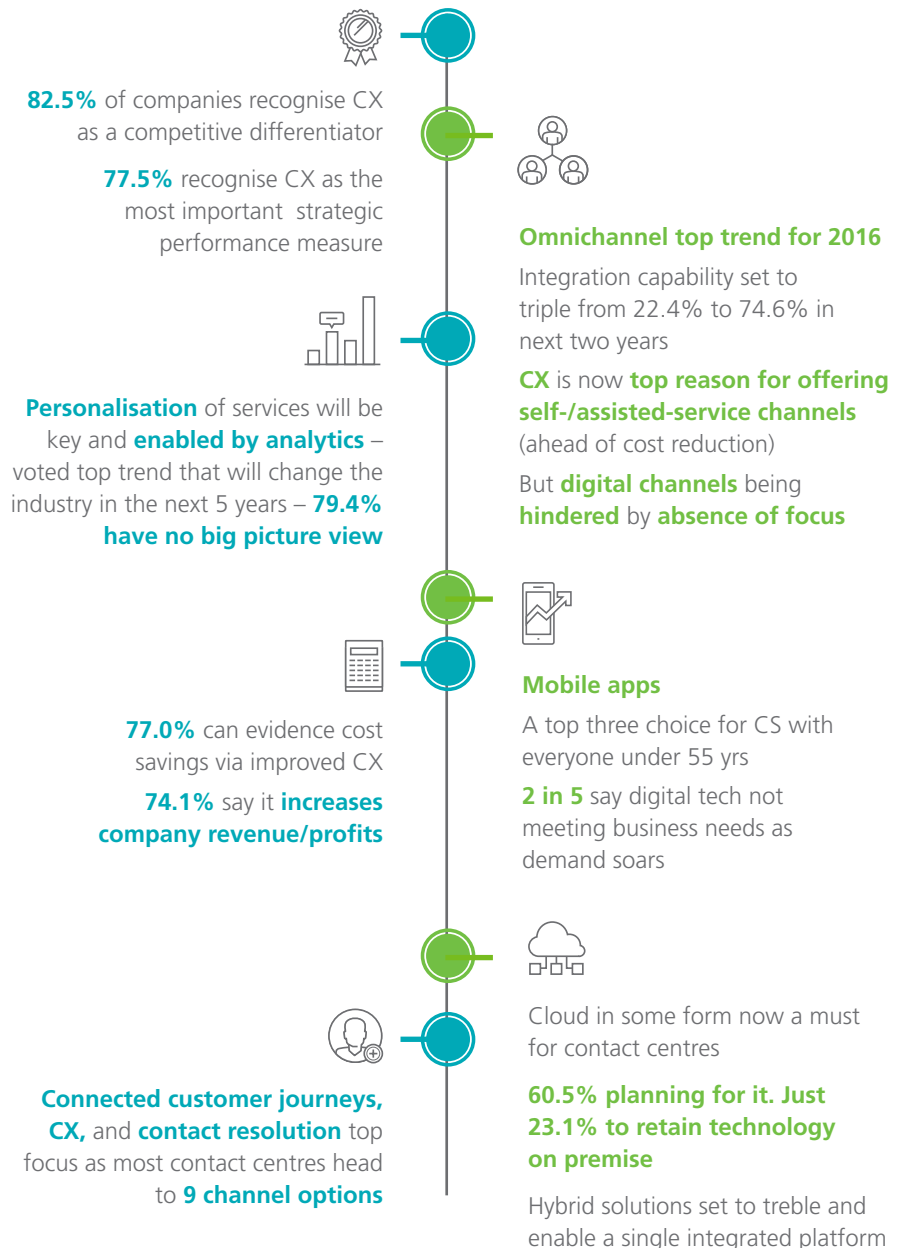 82.5% of companies recognise CX
as a competitive differentiator
77.5% recognise CX as the
most important strategic
performance measure
Omnichannel top trend for 2016
Integration capability set to
triple from 22.4% to 74.6% in
next two years
CX is now top reason for offering
self-/assisted-service channels
(ahead of cost reduction)
But digital channels being
hindered by absence of focus
Personalisation of services will be
key and enabled by analytics –
voted top trend that will change the
industry in the next 5 years – 79.4%
have no big picture view
Mobile apps
A top three choice for CS with
everyone under 55 yrs
2 in 5 say digital tech not
meeting business needs as
demand soars
77.0% can evidence cost
savings via improved CX
74.1% say it increases
company revenue/profits
Cloud in some form now a must
for contact centres
60.5% planning for it. Just
23.1% to retain technology
on premise
Hybrid solutions set to treble and
enable a single integrated platform
Connected customer journeys,
CX, and contact resolution top
focus as most contact centres head
to 9 channel options